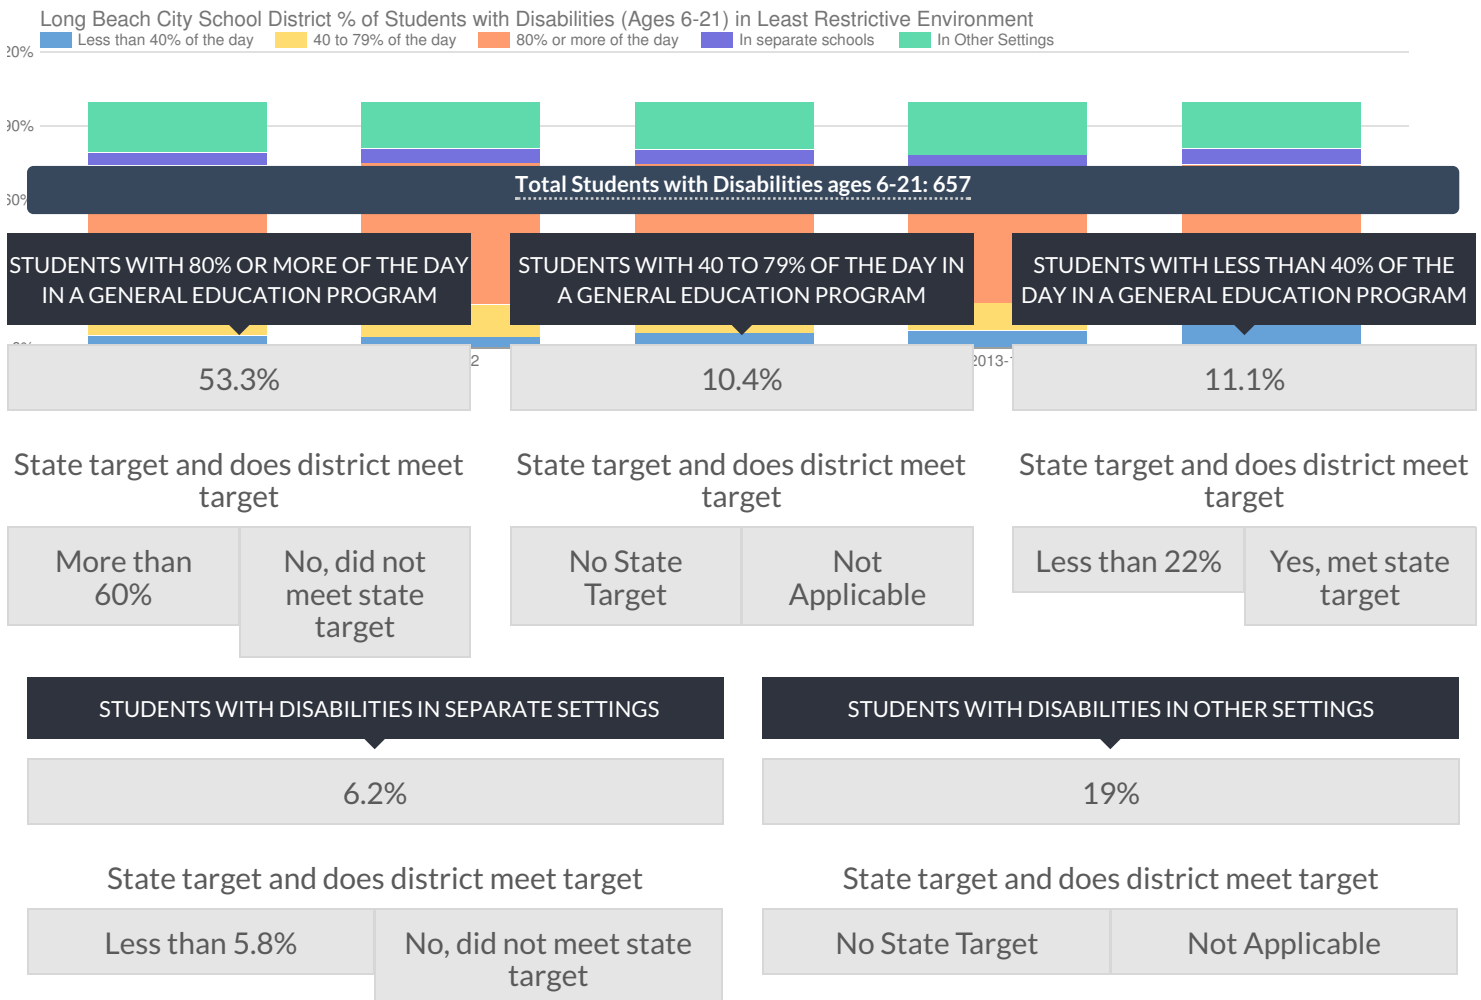 Long Beach City School District % of Students with Disabilities (Ages 6-21) in Least Restrictive Environment
Less than 40% of the day 40 to 79% of the day 80% or more of the day In separate schools In Other Settings
Total Students with Disabilities ages 6-21: 657
STUDENTS WITH 80% OR MORE OF THE DAY
IN A GENERAL EDUCATION PROGRAM
53.3%
State target and does district meet
target
More than
60%
No, did not
meet state
target
STUDENTS WITH 40 TO 79% OF THE DAY IN
A GENERAL EDUCATION PROGRAM
10.4%
State target and does district meet
target
No State
Target
Not
Applicable
STUDENTS WITH LESS THAN 40% OF THE
DAY IN A GENERAL EDUCATION PROGRAM
11.1%
State target and does district meet
target
Less than 22%
Yes, met state
target
STUDENTS WITH DISABILITIES IN SEPARATE SETTINGS
6.2%
State target and does district meet target
Less than 5.8%
No, did not meet state
target
STUDENTS WITH DISABILITIES IN OTHER SETTINGS
19%
State target and does district meet target
No State Target
Not Applicable